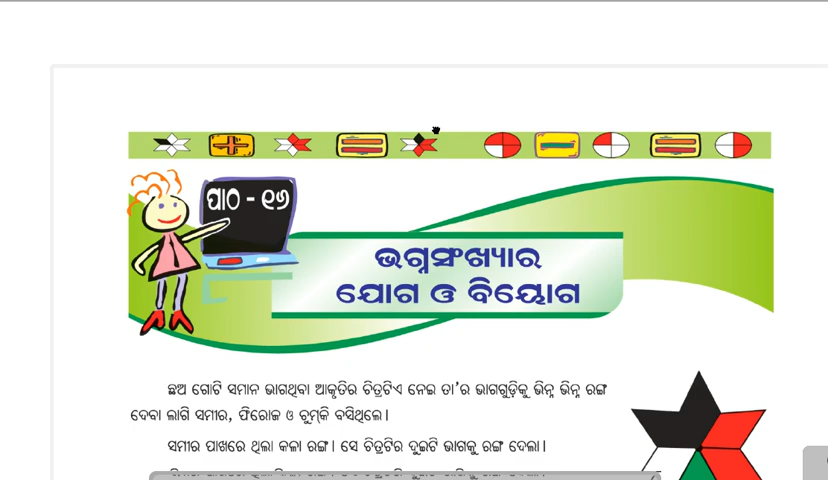 ପାଠ - ୧୬
ଭଗ୍ନସଂଖ୍ୟାର
ଯୋଗ ଓ ବିୟୋଗ
ଛଅ ଗୋଟି ସମାନ ଭାଗଥିବା ଆକୃତିର ଚିତ୍ରଟିଏ ନେଇ ତା'ର ଭାଗଗୁଡ଼ିକୁ ଭିନ୍ନ ଭିନ୍ନ ରଙ୍ଗ
ଦେବା ଲାଗି ସମୀର, ଫିରୋଜ ଓ ଚୁମ୍‌କି ବସିଥିଲେ।
ସମୀର ପାଖରେ ଥିଲା କଳା ରଙ୍ଗ। ସେ ଚିତ୍ରଟିର ଦୁଇଟି ଭାଗକୁ ରଙ୍ଗ ଦେଲା।